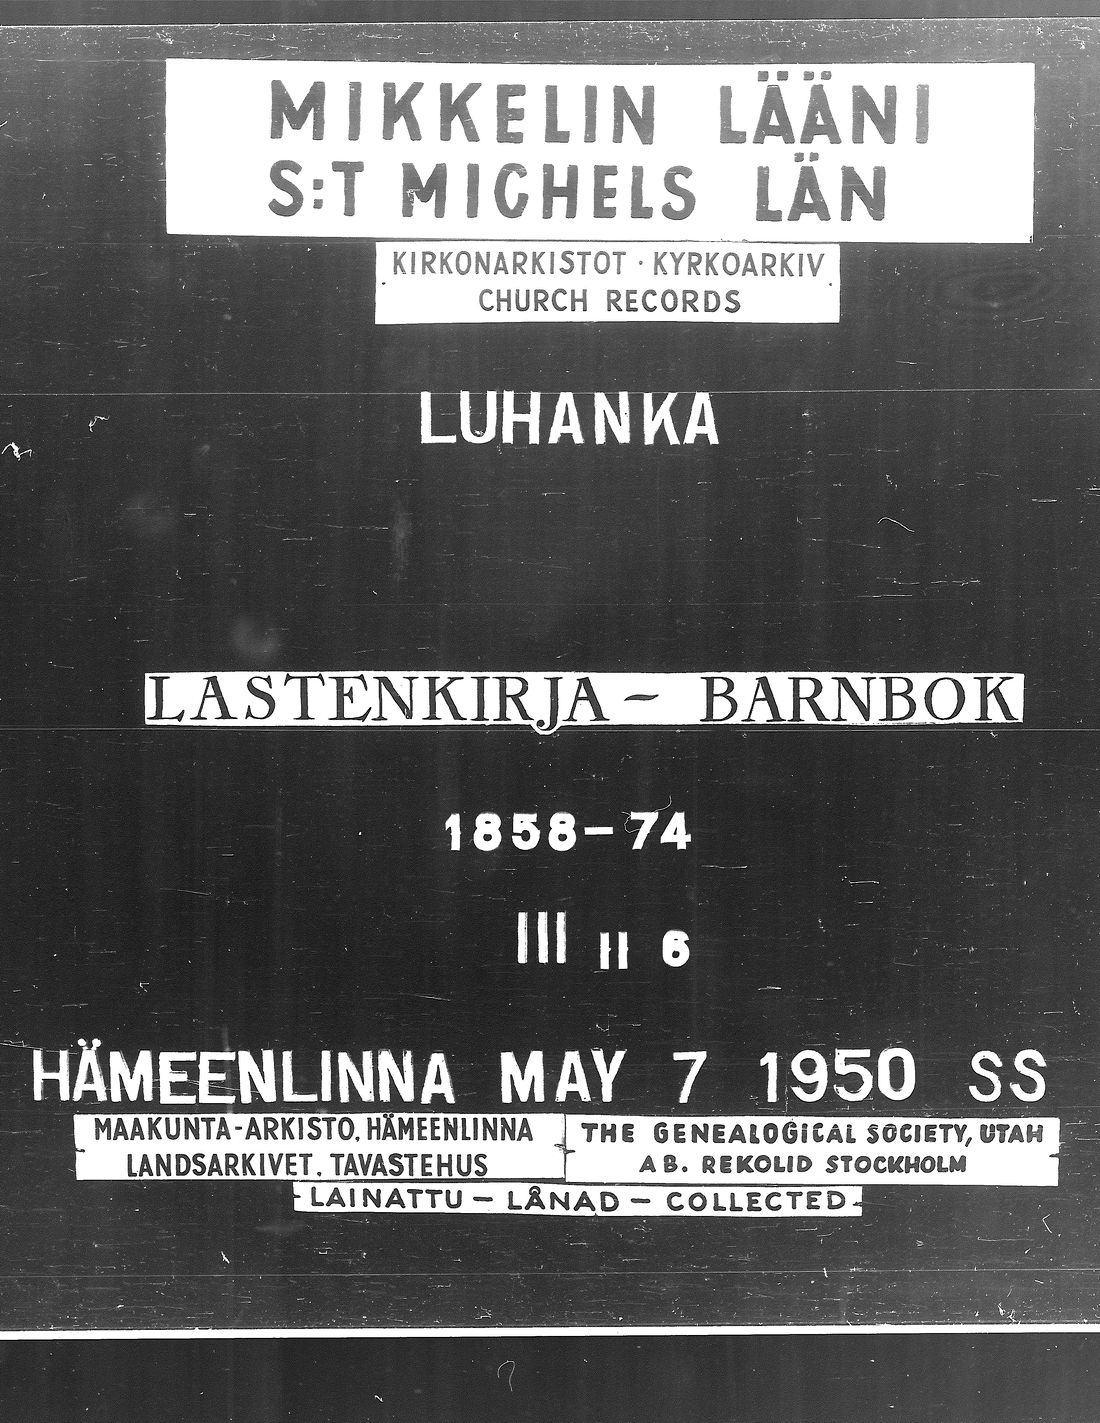 MIKKELIN LÄÄNI
S:T MICHELS LÄN
KIRKONARKISTOT · KYRKOARKIV
CHURCH RECORDS
LUHANKA
LASTENKIRJA – BARNBOK
1858–74
III II 6
HÄMEENLINNA MAY 7 1950 SS
MAAKUNTA-ARKISTO, HÄMEENLINNA
LANDSARKIVET, TAVASTEHUS
THE GENEALOGICAL SOCIETY, UTAH
AB. REKOLID STOCKHOLM
LAINATTU – LÅNAD – COLLECTED